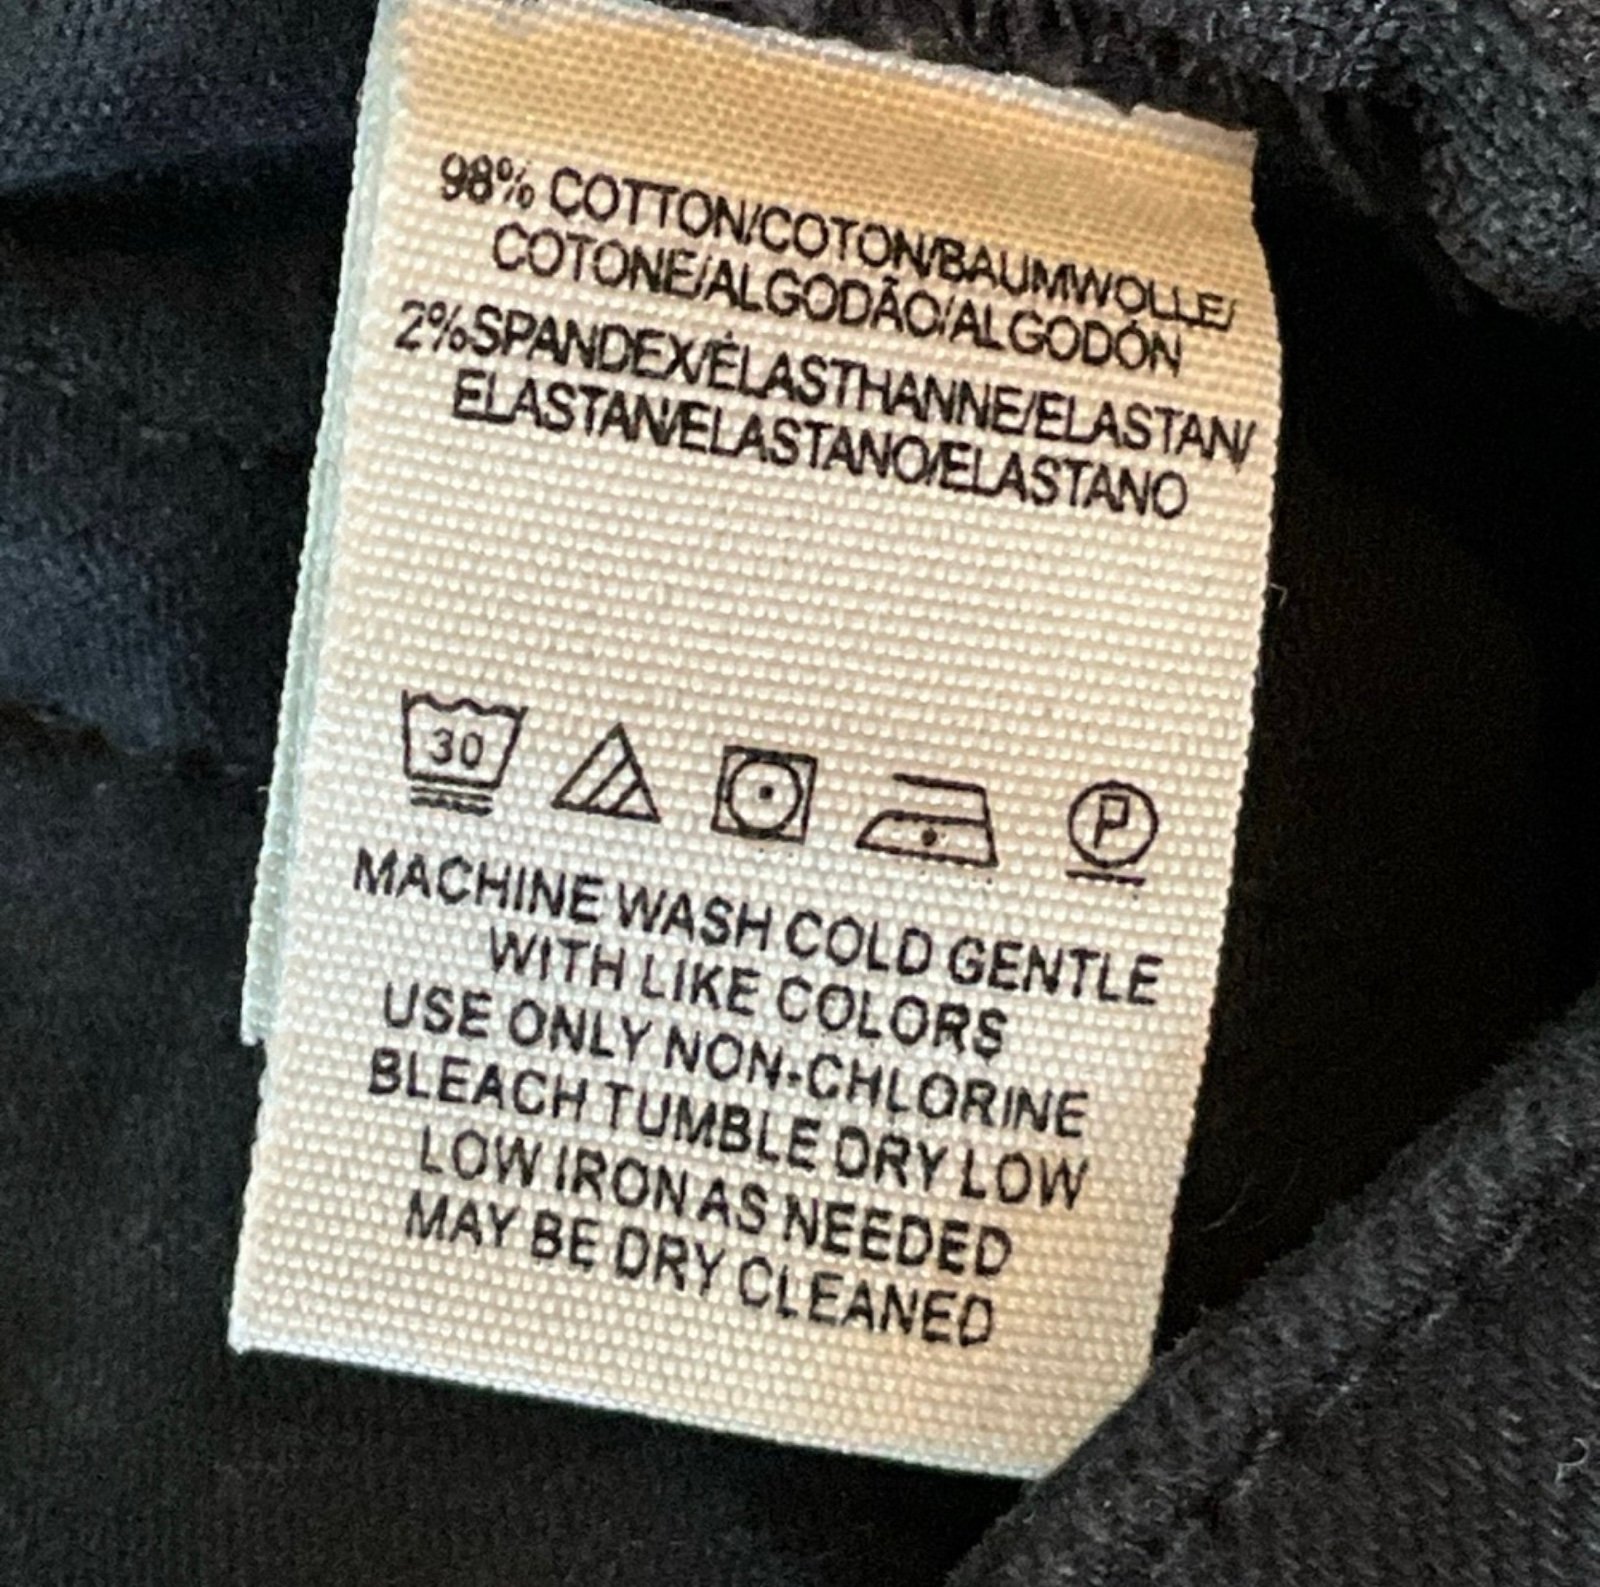 98% COTTON/COTON/BAUMWOLLE/
COTONE/ALGODÃO/ALGODÓN
2%SPANDEX/ÉLASTHANNE/ELASTAN/
ELASTAN/ELASTANO/ELASTANO
30
P
MACHINE WASH COLD GENTLE
WITH LIKE COLORS
USE ONLY NON-CHLORINE
BLEACH TUMBLE DRY LOW
LOW IRON AS NEEDED
MAY BE DRY CLEANED